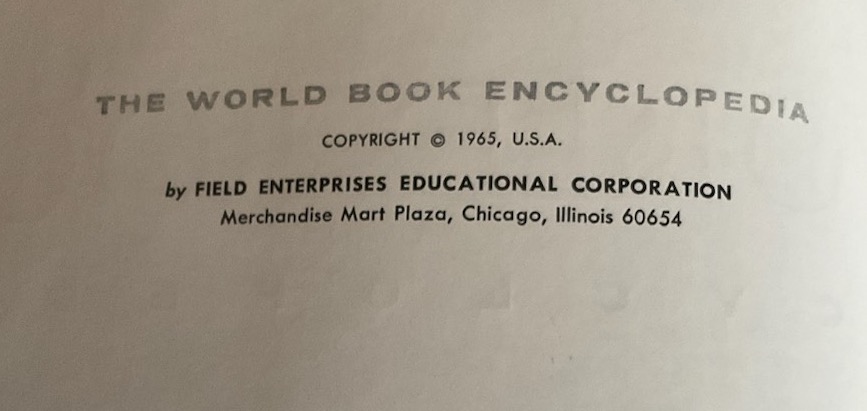 THE WORLD BOOK ENCYCLOPEDIA
COPYRIGHT © 1965, U.S.A.
by FIELD ENTERPRISES EDUCATIONAL CORPORATION
Merchandise Mart Plaza, Chicago, Illinois 60654